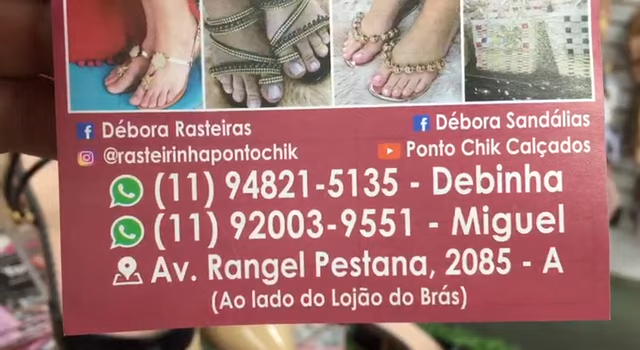 Débora Rasteiras
Débora Sandálias
@rasteirinhapontochik
Ponto Chik Calçados
(11) 94821-5135 - Debinha
(11) 92003-9551 - Miguel
Av. Rangel Pestana, 2085 - A
(Ao lado do Lojão do Brás)